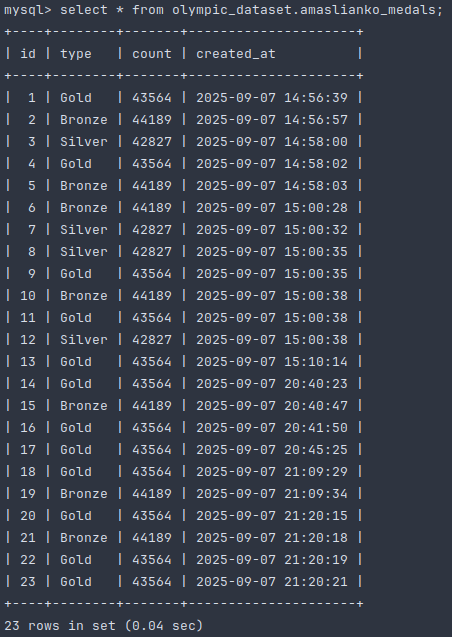 mysql> select * from olympic_dataset.amaslianko_medals;
+----+--------+-------+---------------------+
| id | type   | count | created_at          |
+----+--------+-------+---------------------+
|  1 | Gold   | 43564 | 2025-09-07 14:56:39 |
|  2 | Bronze | 44189 | 2025-09-07 14:56:57 |
|  3 | Silver | 42827 | 2025-09-07 14:58:00 |
|  4 | Gold   | 43564 | 2025-09-07 14:58:02 |
|  5 | Bronze | 44189 | 2025-09-07 14:58:03 |
|  6 | Bronze | 44189 | 2025-09-07 15:00:28 |
|  7 | Silver | 42827 | 2025-09-07 15:00:32 |
|  8 | Silver | 42827 | 2025-09-07 15:00:35 |
|  9 | Gold   | 43564 | 2025-09-07 15:00:35 |
| 10 | Bronze | 44189 | 2025-09-07 15:00:38 |
| 11 | Gold   | 43564 | 2025-09-07 15:00:38 |
| 12 | Silver | 42827 | 2025-09-07 15:00:38 |
| 13 | Gold   | 43564 | 2025-09-07 15:10:14 |
| 14 | Gold   | 43564 | 2025-09-07 20:40:23 |
| 15 | Bronze | 44189 | 2025-09-07 20:40:47 |
| 16 | Gold   | 43564 | 2025-09-07 20:41:50 |
| 17 | Gold   | 43564 | 2025-09-07 20:45:25 |
| 18 | Gold   | 43564 | 2025-09-07 21:09:29 |
| 19 | Bronze | 44189 | 2025-09-07 21:09:34 |
| 20 | Gold   | 43564 | 2025-09-07 21:20:15 |
| 21 | Bronze | 44189 | 2025-09-07 21:20:18 |
| 22 | Gold   | 43564 | 2025-09-07 21:20:19 |
| 23 | Gold   | 43564 | 2025-09-07 21:20:21 |
+----+--------+-------+---------------------+
23 rows in set (0.04 sec)